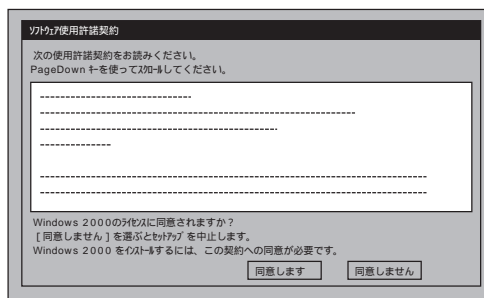 ｿﾌﾄｳｪｱ使用許諾契約
次の使用許諾契約をお読みください。
PageDown ｷｰを使ってｽｸﾛｰﾙしてください。
Windows 2000のﾗｲｾﾝｽに同意されますか？
[ 同意しません ] を選ぶとｾｯﾄｱｯﾌﾟを中止します。
Windows 2000 をｲﾝｽﾄｰﾙするには、この契約への同意が必要です。
同意します 同意しません